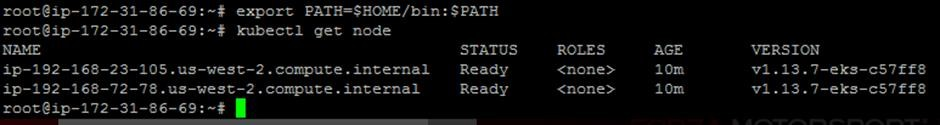 root@ip-172-31-86-69:~# export PATH=$HOME/bin:$PATH
root@ip-172-31-86-69:~# kubectl get node
NAME STATUS ROLES AGE VERSION
ip-192-168-23-105.us-west-2.compute.internal Ready <none> 10m v1.13.7-eks-c57ff8
ip-192-168-72-78.us-west-2.compute.internal Ready <none> 10m v1.13.7-eks-c57ff8
root@ip-172-31-86-69:~#